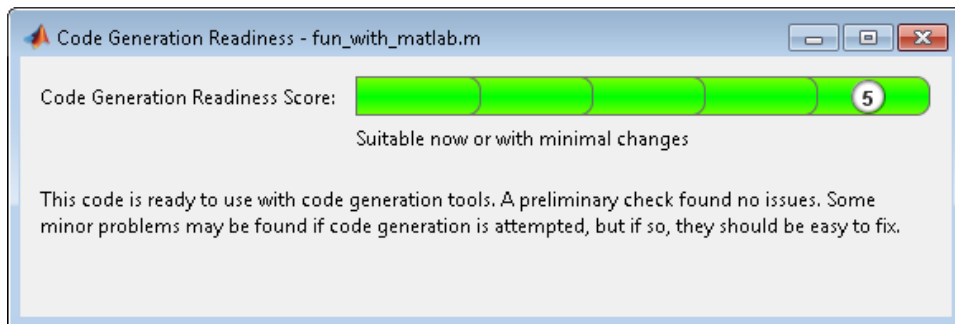 Code Generation Readiness - fun_with_matlab.m
Code Generation Readiness Score:
5
Suitable now or with minimal changes
This code is ready to use with code generation tools. A preliminary check found no issues. Some
minor problems may be found if code generation is attempted, but if so, they should be easy to fix.